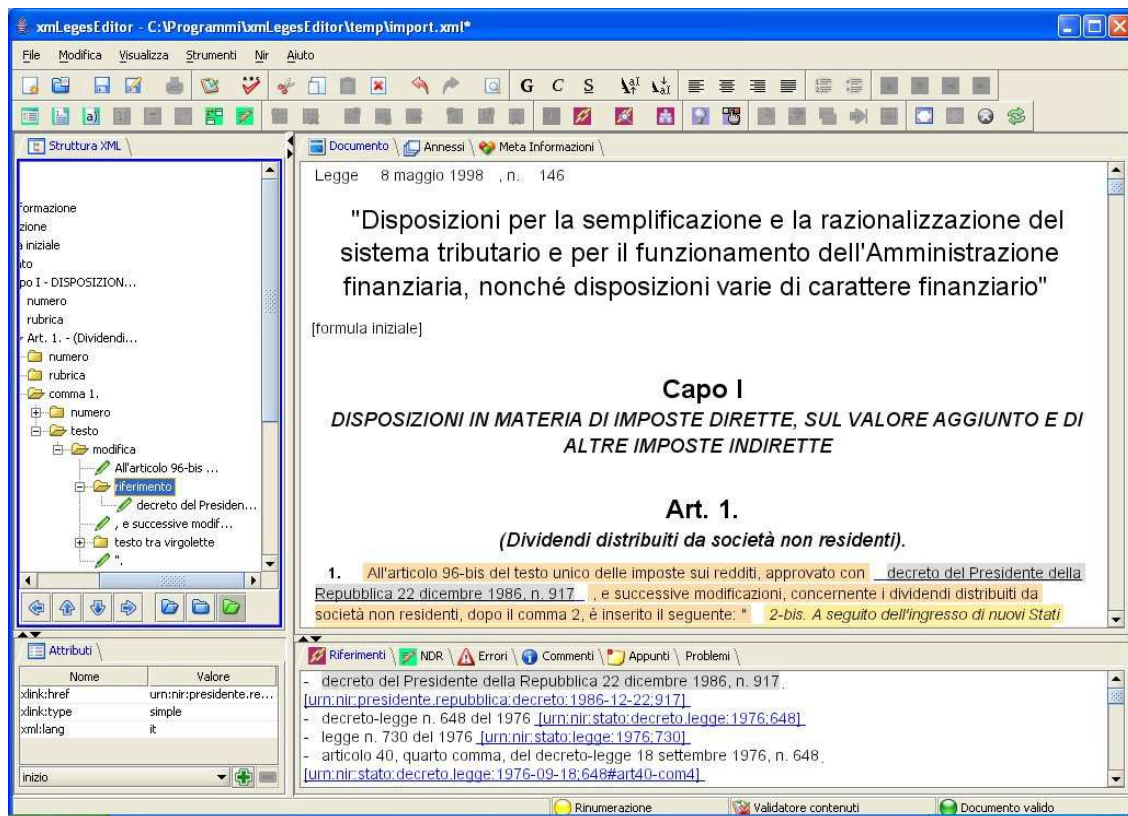 xmLegesEditor - C:\Programmi\xmLegesEditor\temp\import.xml*
File Modifica Visualizza Strumenti Nir Aiuto
G C S
Struttura XML
formazione
zione
a iniziale
to
po I - DISPOSIZION...
numero
rubrica
Art. 1. - (Dividendi...
numero
rubrica
comma 1.
numero
testo
modifica
All'articolo 96-bis ...
riferimento
decreto del Presiden...
, e successive modif...
testo tra virgolette
".
Attributi
Nome Valore
xlink:href urn:nir:presidente.re...
xlink:type simple
xml:lang it
inizio
Documento Annessi Meta Informazioni
Legge 8 maggio 1998 , n. 146
"Disposizioni per la semplificazione e la razionalizzazione del
sistema tributario e per il funzionamento dell'Amministrazione
finanziaria, nonché disposizioni varie di carattere finanziario"
[formula iniziale]
Capo I
DISPOSIZIONI IN MATERIA DI IMPOSTE DIRETTE, SUL VALORE AGGIUNTO E DI
ALTRE IMPOSTE INDIRETTE
Art. 1.
(Dividendi distribuiti da società non residenti).
1. All'articolo 96-bis del testo unico delle imposte sui redditi, approvato con decreto del Presidente della
Repubblica 22 dicembre 1986, n. 917 , e successive modificazioni, concernente i dividendi distribuiti da
società non residenti, dopo il comma 2, è inserito il seguente: " 2-bis. A seguito dell'ingresso di nuovi Stati
Riferimenti NDR Errori Commenti Appunti Problemi
- decreto del Presidente della Repubblica 22 dicembre 1986, n. 917
[urn:nir:presidente.repubblica:decreto:1986-12-22;917]
- decreto-legge n. 648 del 1976 [urn:nir:stato:decreto.legge:1976;648]
- legge n. 730 del 1976 [urn:nir:stato:legge:1976;730]
- articolo 40, quarto comma, del decreto-legge 18 settembre 1976, n. 648
[urn:nir:stato:decreto.legge:1976-09-18;648#art40-com4]
Rinumerazione Validatore contenuti Documento valido